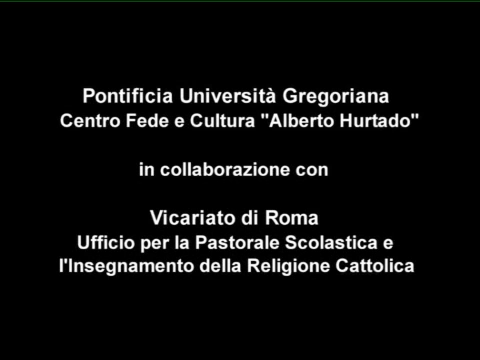 Pontificia Università Gregoriana
Centro Fede e Cultura "Alberto Hurtado"
in collaborazione con
Vicariato di Roma
Ufficio per la Pastorale Scolastica e
l'Insegnamento della Religione Cattolica